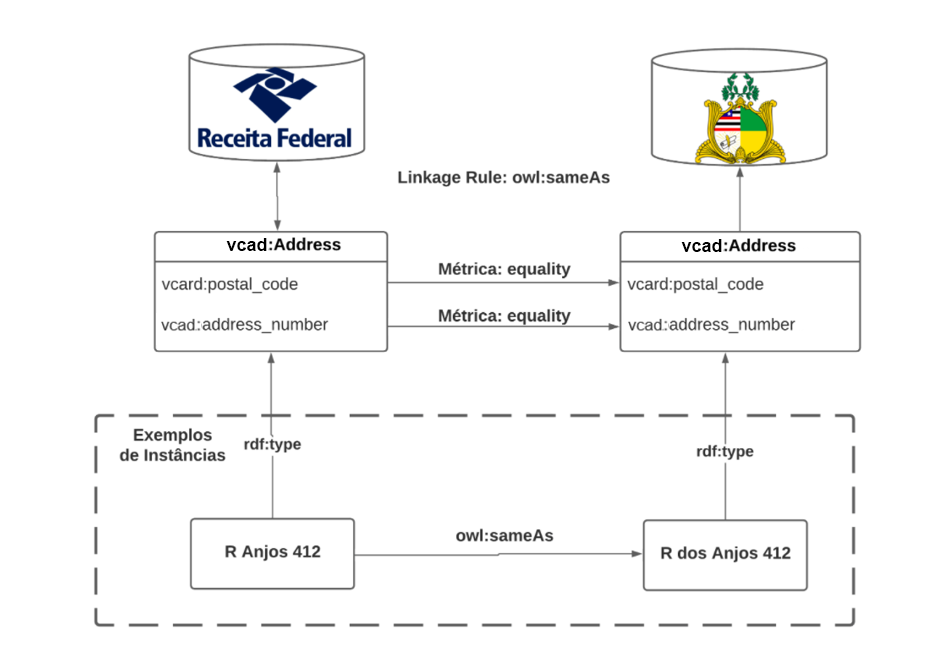 Receita Federal
Linkage Rule: owl:sameAs
vcad:Address
vcard:postal_code
vcad:address_number
Métrica: equality
Métrica: equality
vcad:Address
vcard:postal_code
vcad:address_number
Exemplos
de Instâncias
rdf:type
rdf:type
R Anjos 412
owl:sameAs
R dos Anjos 412